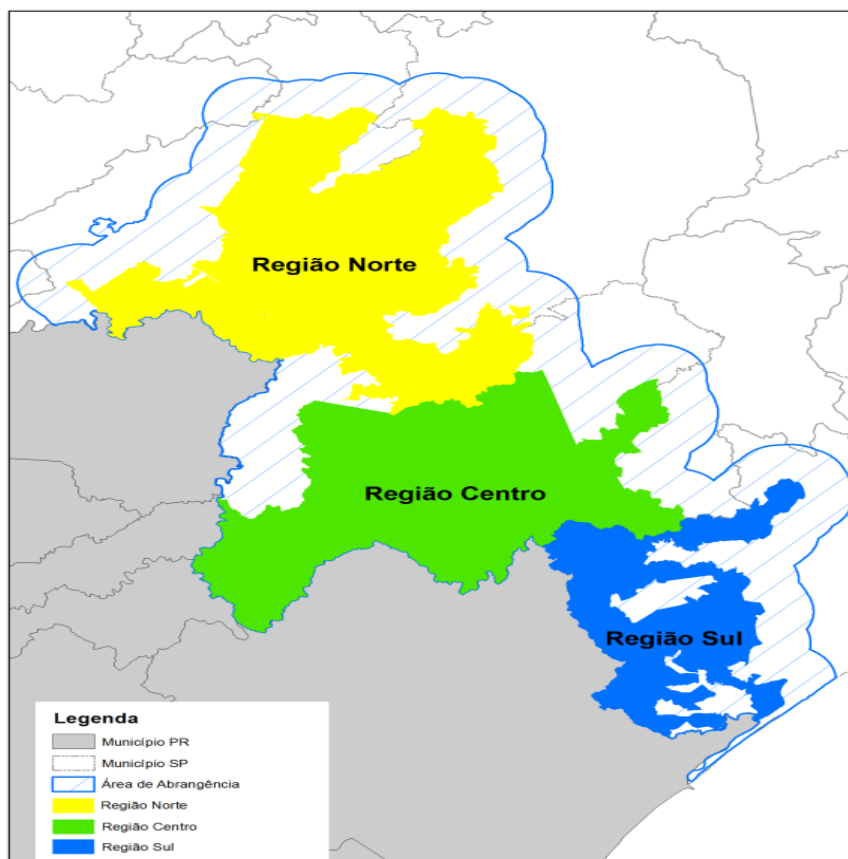 Região Norte
Região Centro
Região Sul
Legenda
Município PR
Município SP
Área de Abrangência
Região Norte
Região Centro
Região Sul